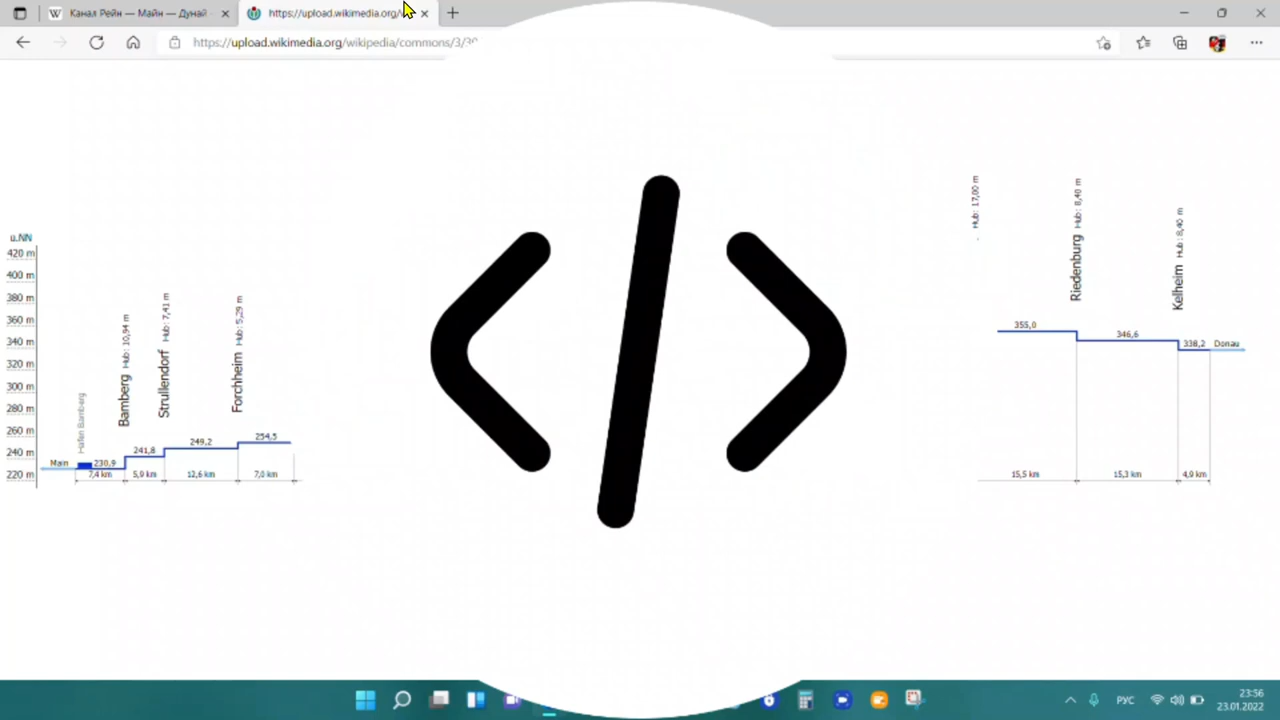 Канал Рейн — Майн — Дунай
https://upload.wikimedia.org/
https://upload.wikimedia.org/wikipedia/commons/3/39
ü.NN
420 m
400 m
380 m
360 m
340 m
320 m
300 m
280 m
260 m
240 m
220 m
Hafen Bamberg
Bamberg Hub: 10,94 m
Strullendorf Hub: 7,41 m
Forchheim Hub: 5,29 m
Main
230,9
241,8
249,2
254,5
7,4 km
5,9 km
12,6 km
7,0 km
Hub: 17,00 m
Riedenburg Hub: 8,40 m
Kelheim Hub: 8,40 m
355,0
346,6
338,2
Donau
15,5 km
15,3 km
4,9 km
</>
РУС
23:56
23.01.2022